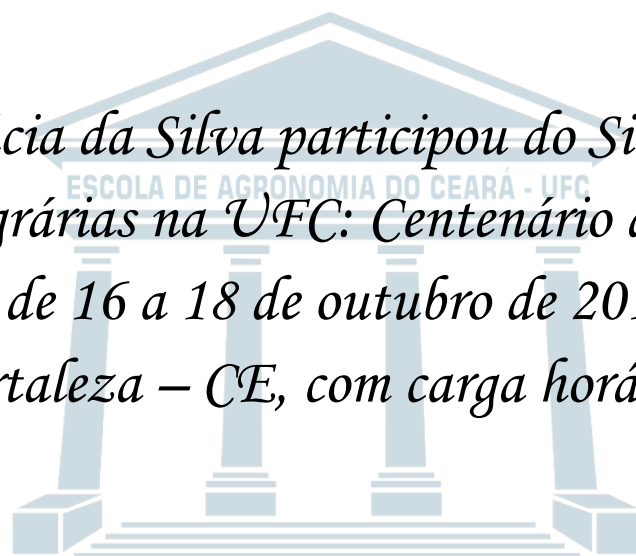 cia da Silva participou do Si
ESCOLA DE AGRONOMIA DO CEARÁ - UFC
grárias na UFC: Centenário
de 16 a 18 de outubro de 201
rtaleza – CE, com carga horá